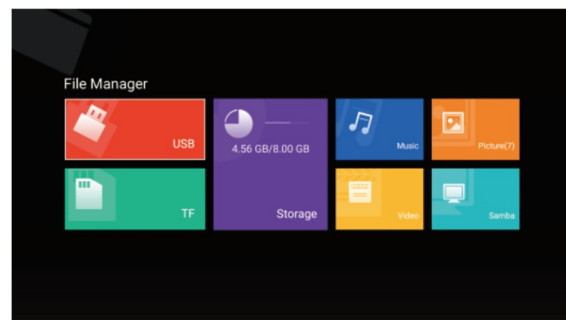 File Manager
USB
4.56 GB/8.00 GB
Storage
Music
Picture(7)
TF
Video
Samba